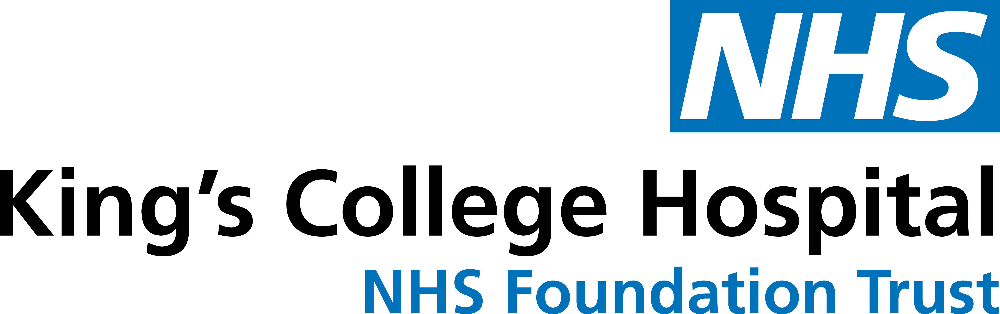 NHS
King’s College Hospital
NHS Foundation Trust